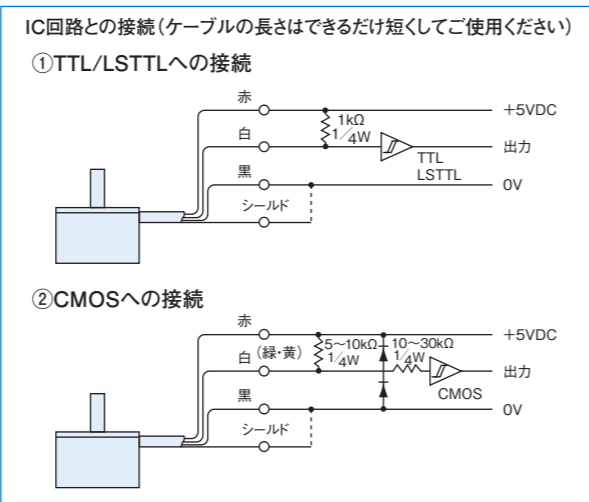 IC回路との接続(ケーブルの長さはできるだけ短くしてご使用ください)
①TTL/LSTTLへの接続
赤
+5VDC
1kΩ
1/4W
白
出力
TTL
LSTTL
黒
0V
シールド
②CMOSへの接続
赤
+5VDC
5〜10kΩ
1/4W
10〜30kΩ
1/4W
白(緑・黄)
出力
CMOS
黒
0V
シールド